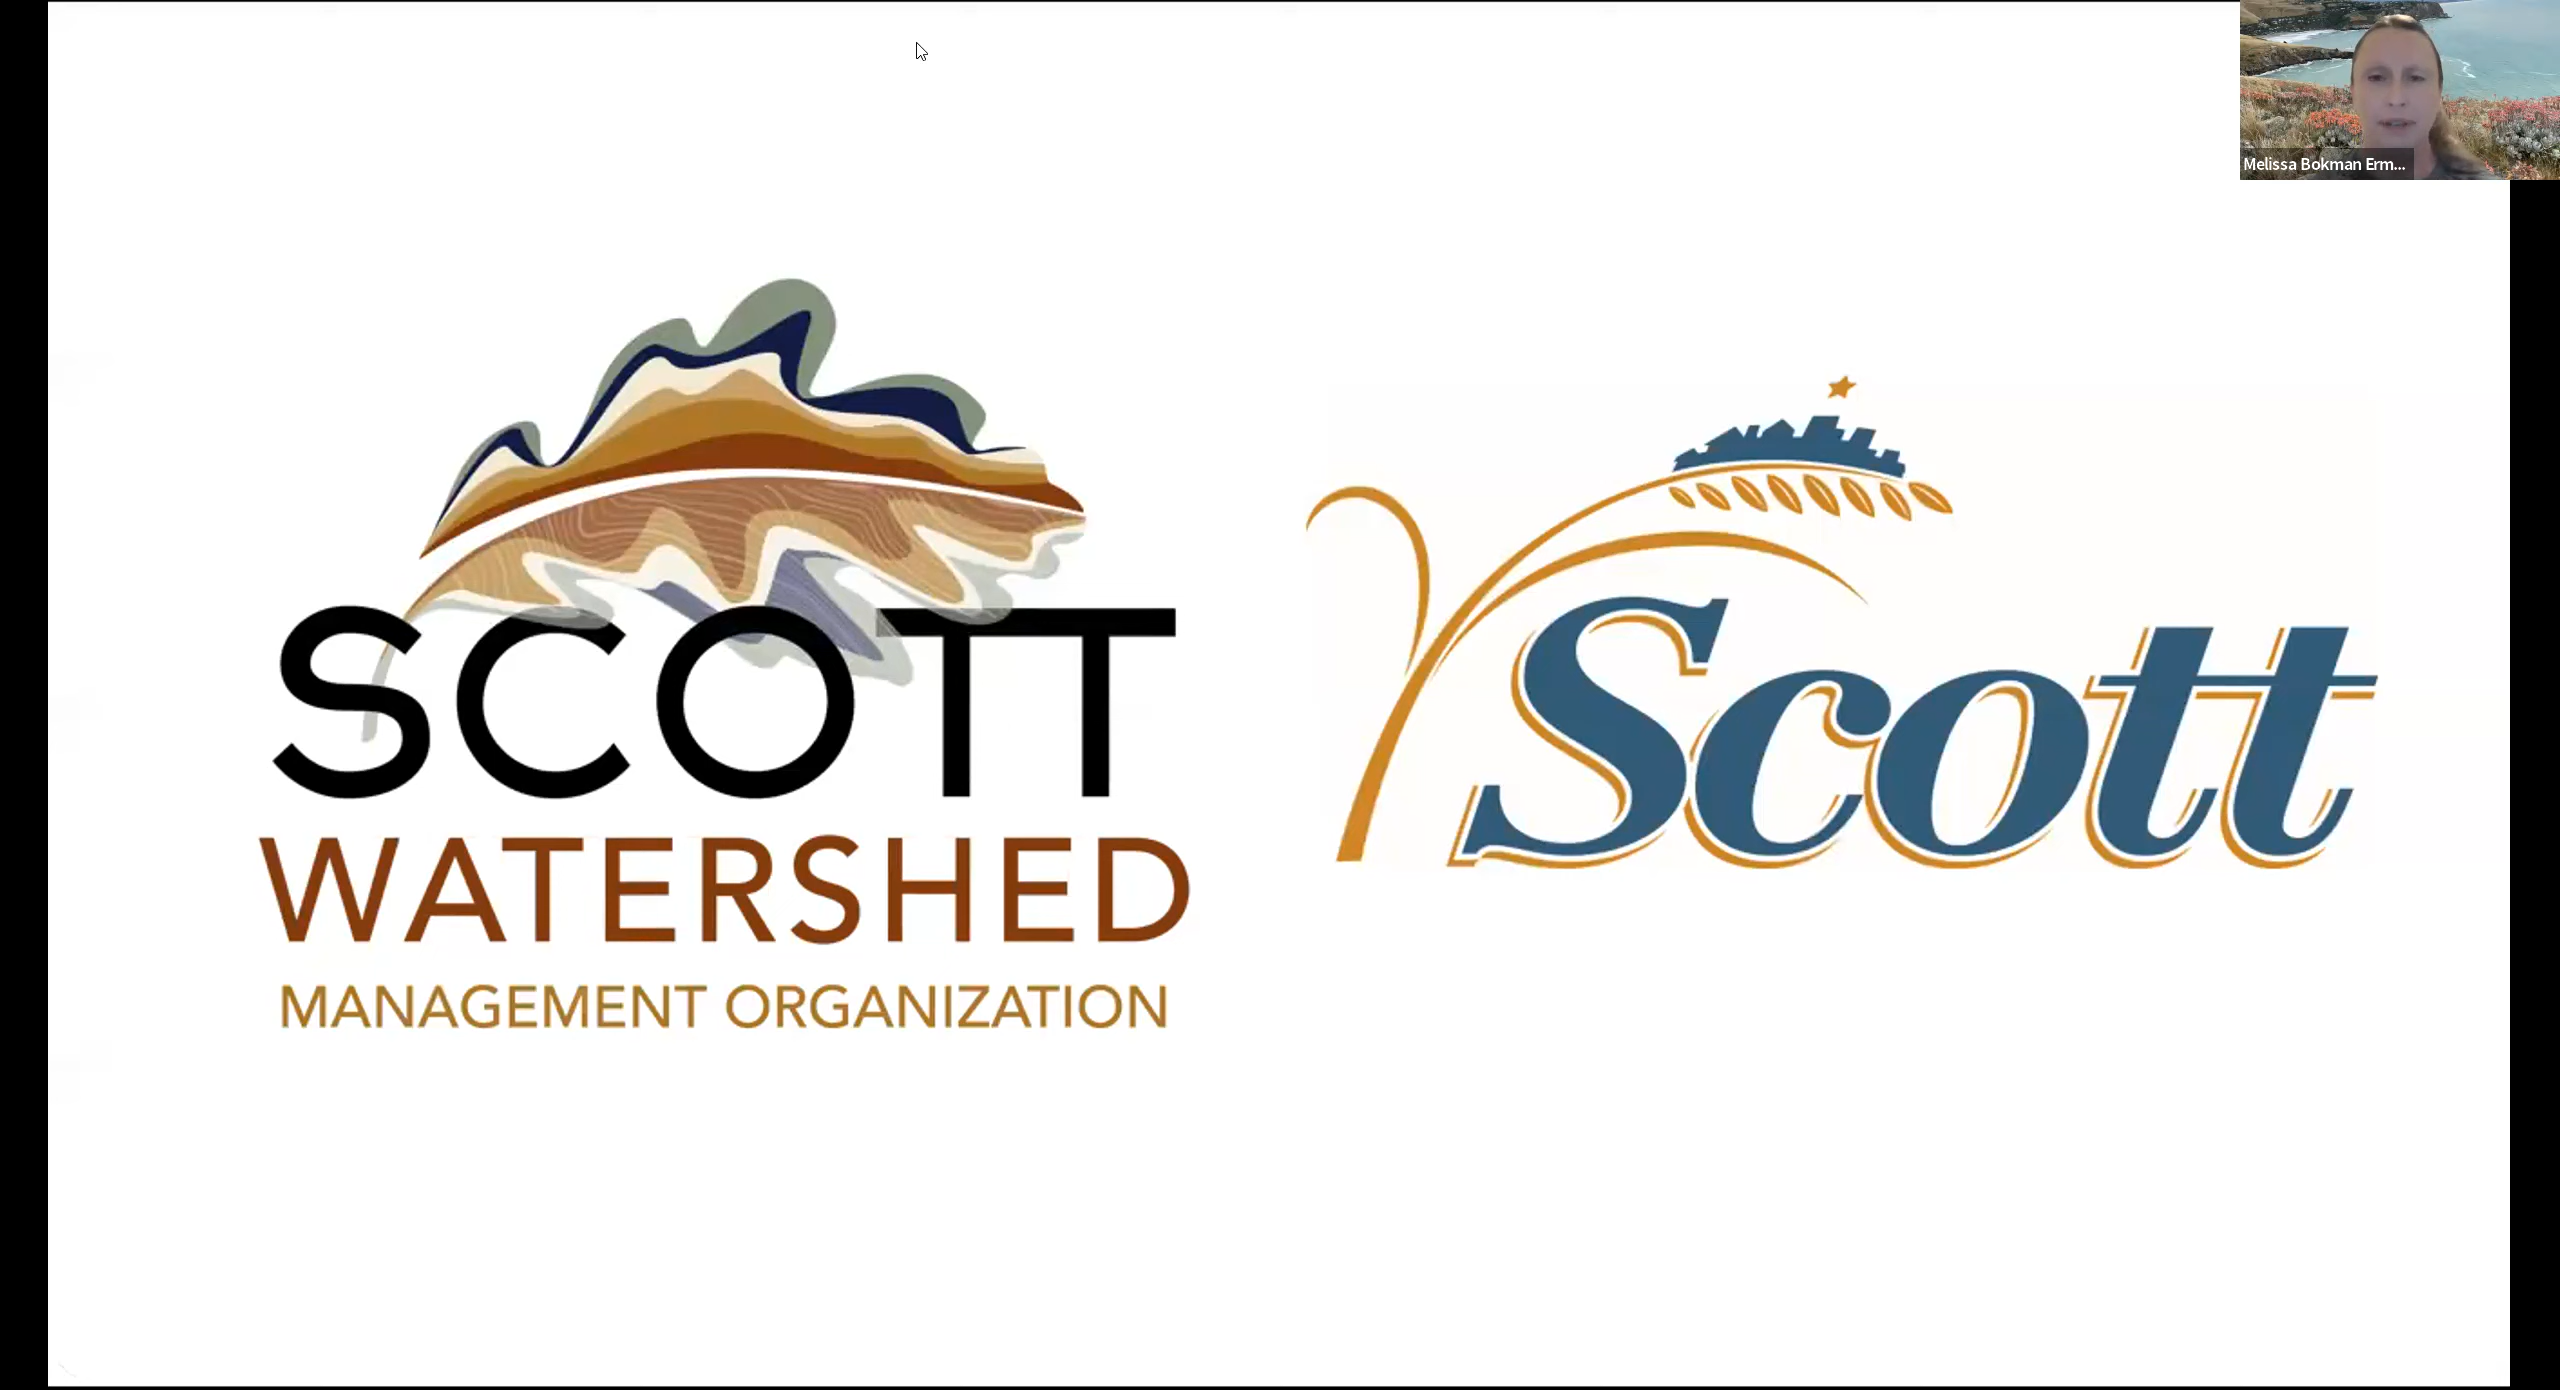 SCOTT
WATERSHED
MANAGEMENT ORGANIZATION
Scott
Melissa Bokman Erm...